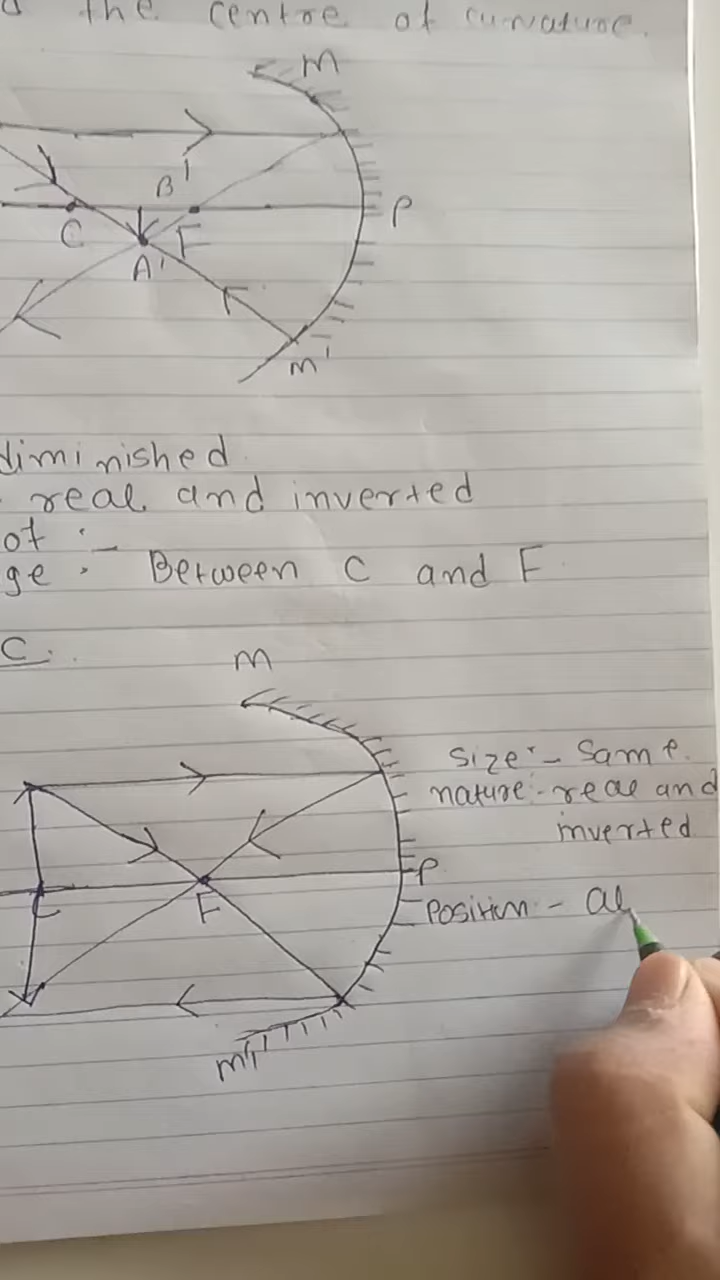 the centre of curvature.
M
B'
C
F
P
A'
M'
diminished
real and inverted
of :-
ge :- Between C and F
C.
M
Size:- Same
nature:- real and
inverted
P
C
F
Position - at
M'